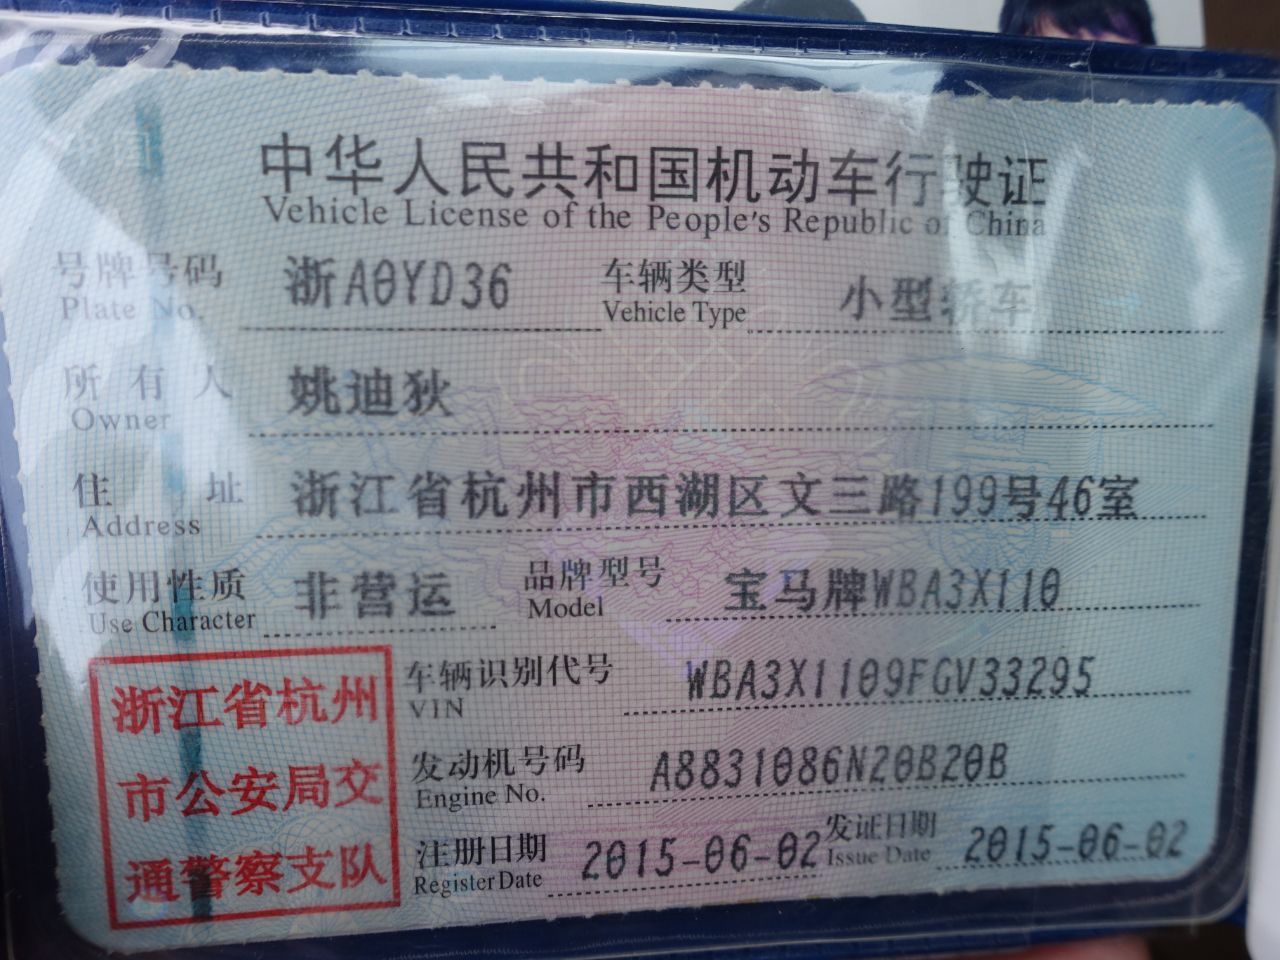 中华人民共和国机动车行驶证
Vehicle License of the People's Republic of China
号牌号码 浙A0YD36 车辆类型 小型轿车
Plate No. Vehicle Type
所有人 姚迪狄
Owner
住址 浙江省杭州市西湖区文三路199号46室
Address
使用性质 非营运 品牌型号 宝马牌WBA3X110
Use Character Model
浙江省杭州
市公安局交
通警察支队
车辆识别代号 WBA3X1109FGV33295
VIN
发动机号码 A8831086N20B20B
Engine No.
注册日期 2015-06-02 发证日期 2015-06-02
Register Date Issue Date